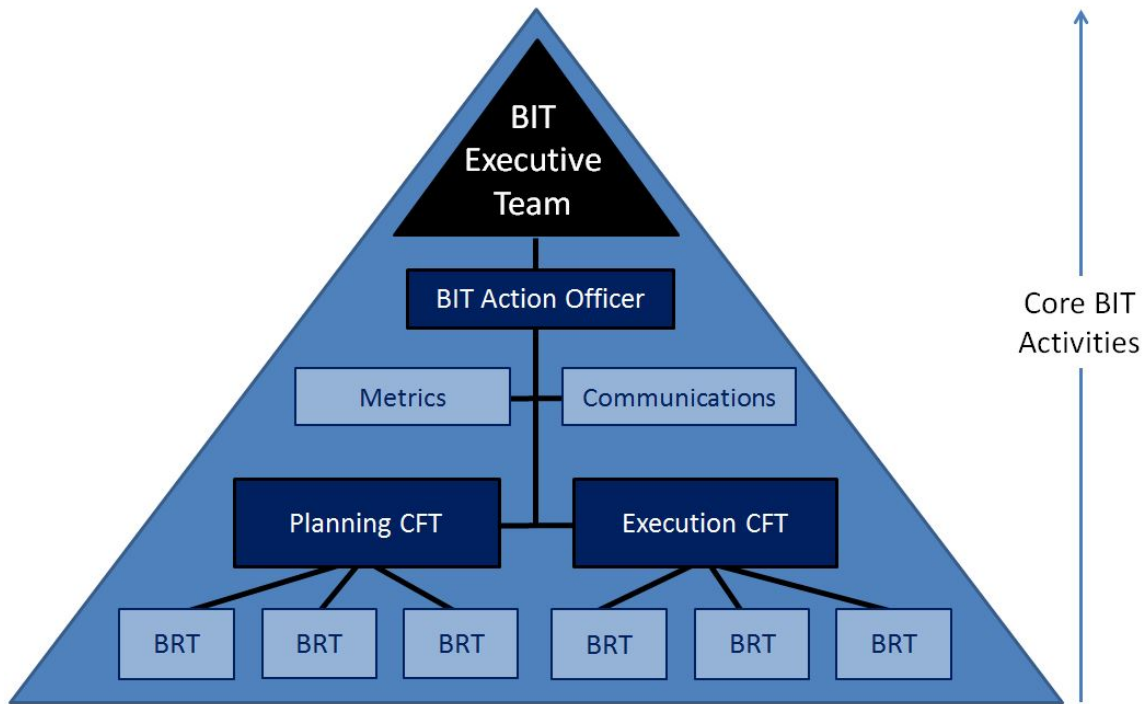 BIT
Executive
Team
BIT Action Officer
Core BIT
Activities
Metrics
Communications
Planning CFT
Execution CFT
BRT
BRT
BRT
BRT
BRT
BRT